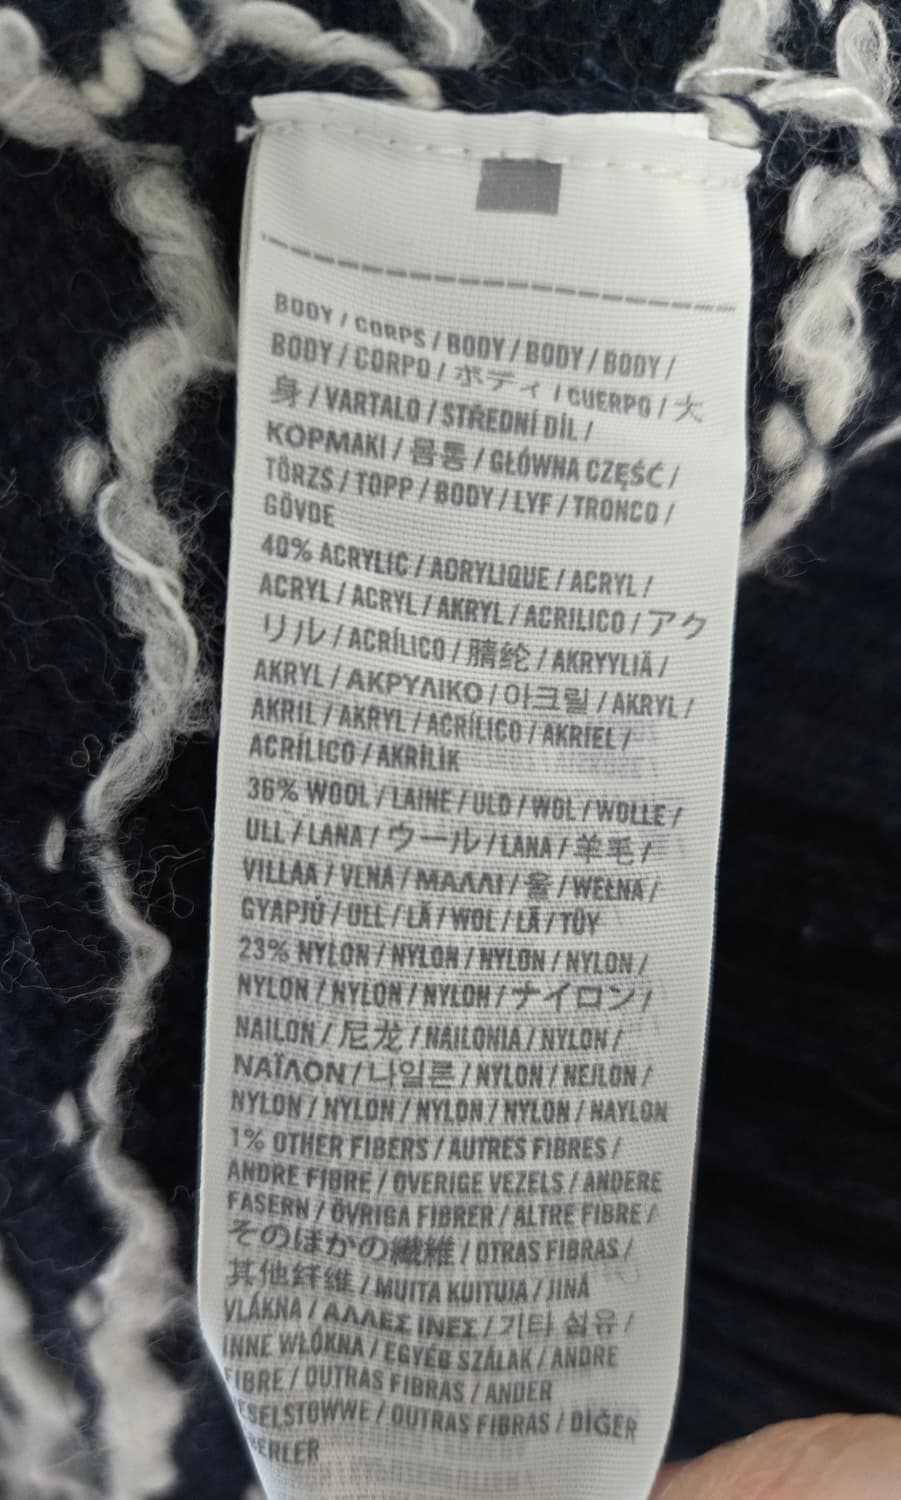 BODY / CORPS / BODY / BODY / BODY /
BODY / CORPO / ボディ / CUERPO / 大
身 / VARTALO / STŘEDNÍ DÍL /
ΚΟΡΜΑΚΙ / 몸통 / GŁÓWNA CZĘŚĆ /
TÖRZS / TOPP / BODY / LYF / TRONCO /
GÖVDE
40% ACRYLIC / ACRYLIQUE / ACRYL /
ACRYL / ACRYL / AKRYL / ACRILICO / アク
リル / ACRÍLICO / 腈纶 / AKRYYLIÄ /
AKRYL / ΑΚΡΥΛΙΚΟ / 아크릴 / AKRYL /
AKRIL / AKRYL / ACRÍLICO / AKRIEL /
ACRÍLICO / AKRİLİK
36% WOOL / LAINE / ULD / WOL / WOLLE /
ULL / LANA / ウール / LANA / 羊毛 /
VILLAA / VLNA / ΜΑΛΛΙ / 울 / WEŁNA /
GYAPJÚ / ULL / LÃ / WOL / LÃ / TÜY
23% NYLON / NYLON / NYLON / NYLON /
NYLON / NYLON / NYLON / ナイロン /
NAILON / 尼龙 / NAILONIA / NYLON /
ΝΑΪΛΟΝ / 나일론 / NYLON / NEJLON /
NYLON / NYLON / NYLON / NYLON / NAYLON
1% OTHER FIBERS / AUTRES FIBRES /
ANDRE FIBRE / OVERIGE VEZELS / ANDERE
FASERN / ÖVRIGA FIBRER / ALTRE FIBRE /
そのほかの繊維 / OTRAS FIBRAS /
其他纤维 / MUITA KUITUJA / JINÁ
VLÁKNA / ΑΛΛΕΣ ΙΝΕΣ / 기타 섬유 /
INNE WŁÓKNA / EGYÉB SZÁLAK / ANDRE
FIBRE / OUTRAS FIBRAS / ANDER
ESELSTOWWE / OUTRAS FIBRAS / DİĞER
BERLER